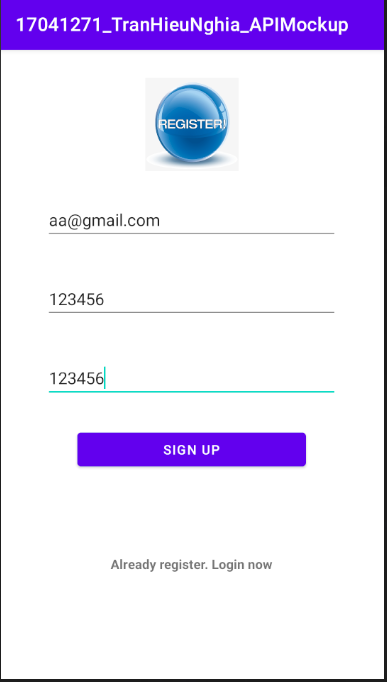 17041271_TranHieuNghia_APIMockup
REGISTER
aa@gmail.com
123456
123456
SIGN UP
Already register. Login now